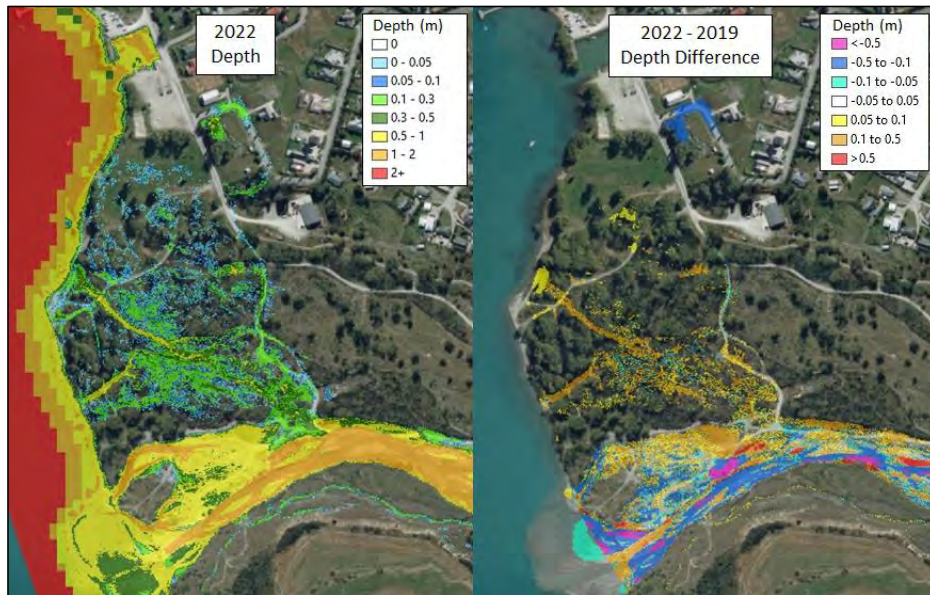 2022
Depth
Depth (m)
0
0 - 0.05
0.05 - 0.1
0.1 - 0.3
0.3 - 0.5
0.5 - 1
1 - 2
2+
2022 - 2019
Depth Difference
Depth (m)
<-0.5
-0.5 to -0.1
-0.1 to -0.05
-0.05 to 0.05
0.05 to 0.1
0.1 to 0.5
>0.5